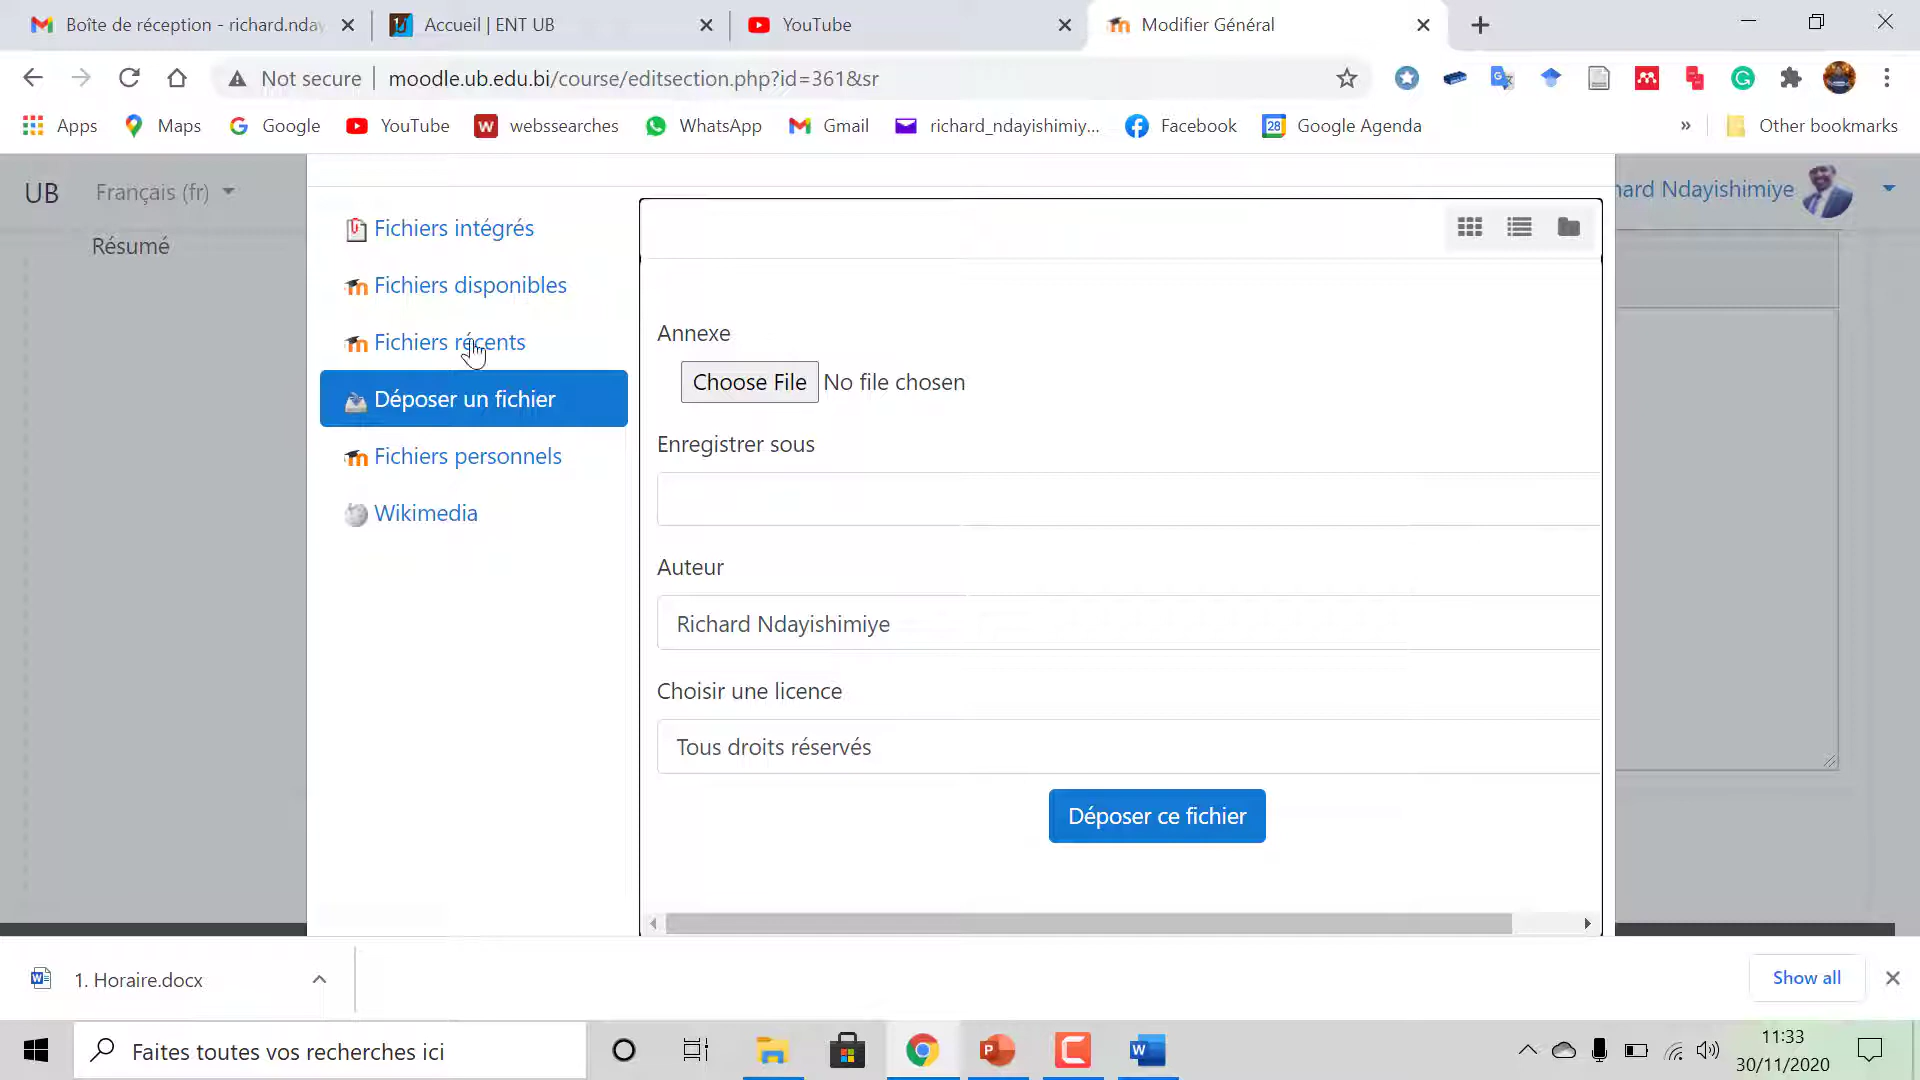 Boîte de réception - richard.nday
Accueil | ENT UB
YouTube
Modifier Général
Not secure
moodle.ub.edu.bi/course/editsection.php?id=361&sr
Apps
Maps
Google
YouTube
webssearches
WhatsApp
Gmail
richard_ndayishimiy...
Facebook
Google Agenda
»
Other bookmarks
UB
Français (fr)
hard Ndayishimiye
Résumé
Fichiers intégrés
Fichiers disponibles
Fichiers récents
Déposer un fichier
Fichiers personnels
Wikimedia
Annexe
Choose File No file chosen
Enregistrer sous
Auteur
Richard Ndayishimiye
Choisir une licence
Tous droits réservés
Déposer ce fichier
1. Horaire.docx
Show all
Faites toutes vos recherches ici
11:33
30/11/2020